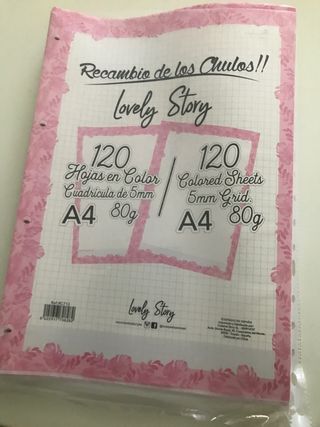 Recambio de los Chulos!!
Lovely Story
120
Hojas en Color
Cuadrícula de 5mm
A4 80g
120
Colored Sheets
5mm Grid.
A4 80g
Lovely Story